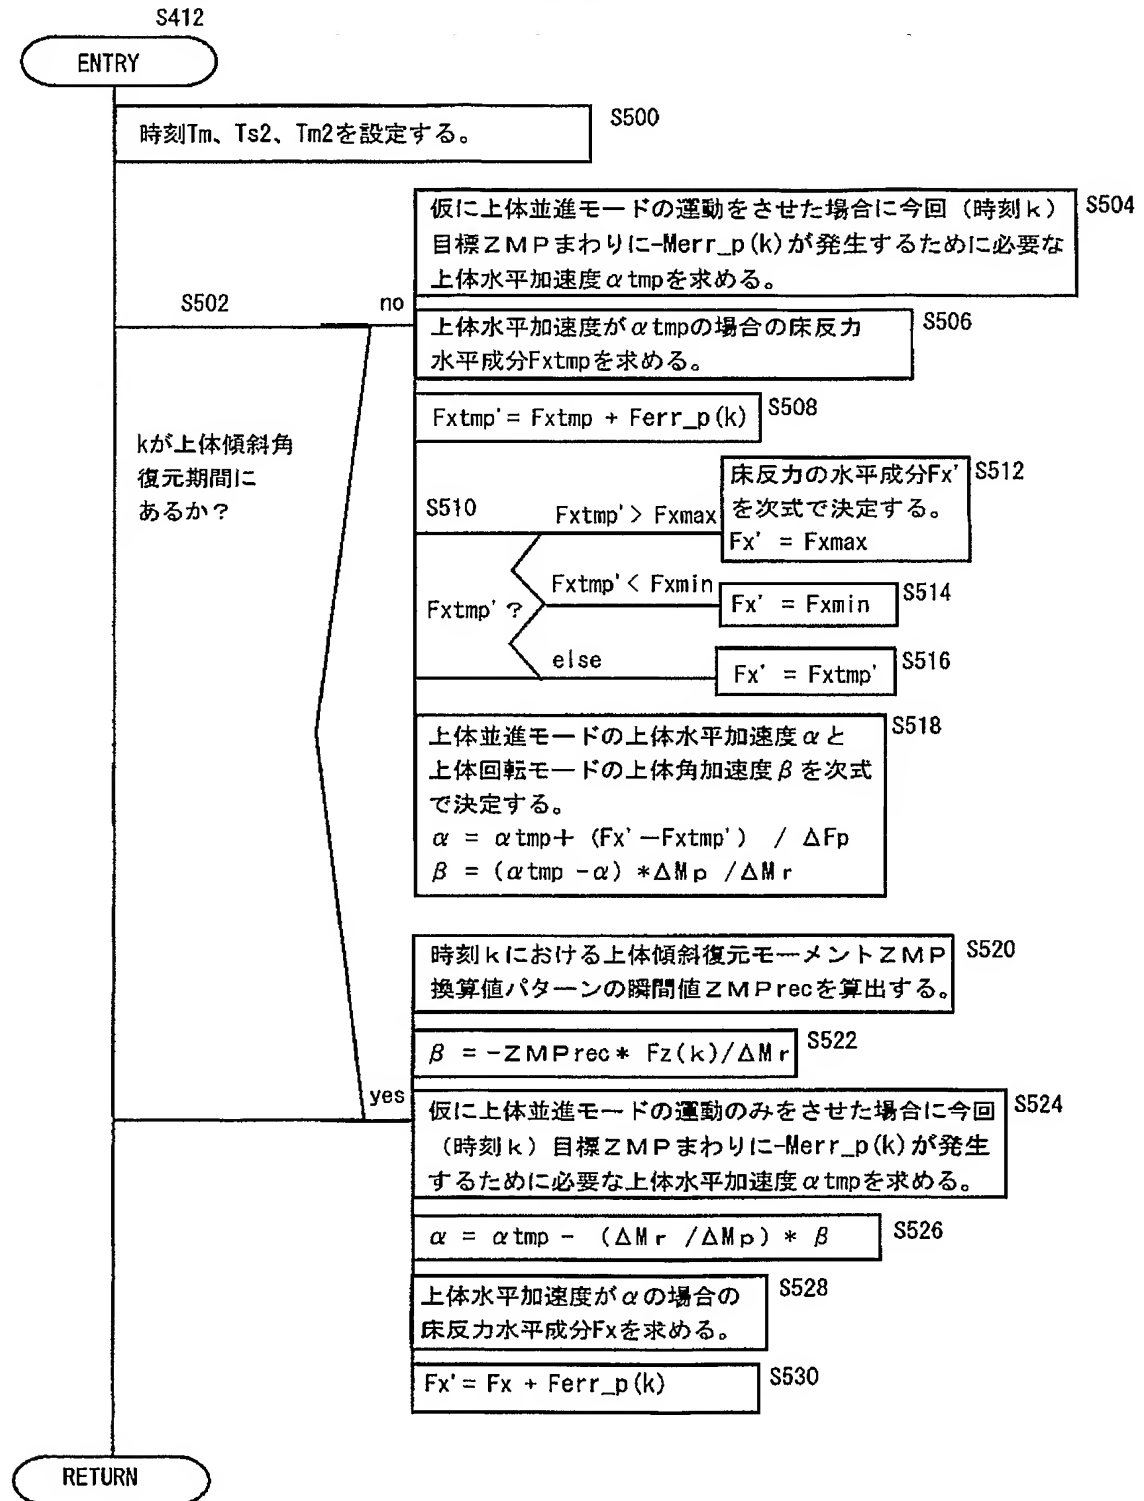 S412
ENTRY
時刻Tm、Ts2、Tm2を設定する。
S500
仮に上体並進モードの運動をさせた場合に今回（時刻k）
目標ZMPまわりに-Merr_p(k)が発生するために必要な
上体水平加速度αtmpを求める。
S504
S502
no
上体水平加速度がαtmpの場合の床反力
水平成分Fxtmpを求める。
S506
Fxtmp'= Fxtmp + Ferr_p(k)
S508
kが上体傾斜角
復元期間に
あるか？
S510
Fxtmp'> Fxmax
床反力の水平成分Fx'
を次式で決定する。
Fx' = Fxmax
S512
Fxtmp' ?
Fxtmp'< Fxmin
Fx' = Fxmin
S514
else
Fx' = Fxtmp'
S516
上体並進モードの上体水平加速度αと
上体回転モードの上体角加速度βを次式
で決定する。
α = αtmp+ (Fx'-Fxtmp') / ΔFp
β = (αtmp -α) *ΔMp /ΔMr
S518
時刻kにおける上体傾斜復元モーメントZMP
換算値パターンの瞬間値ZMPrecを算出する。
S520
β =-ZMPrec* Fz(k)/ΔMr
S522
yes
仮に上体並進モードの運動のみをさせた場合に今回
（時刻k）目標ZMPまわりに-Merr_p(k)が発生
するために必要な上体水平加速度αtmpを求める。
S524
α = αtmp - (ΔMr /ΔMp) * β
S526
上体水平加速度がαの場合の
床反力水平成分Fxを求める。
S528
Fx'= Fx + Ferr_p(k)
S530
RETURN